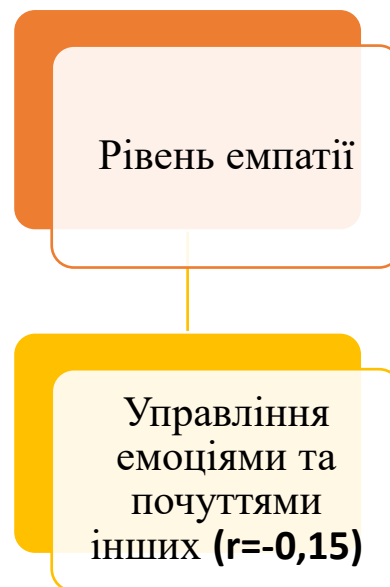 Рівень емпатії
Управління
емоціями та
почуттями
інших (r=-0,15)